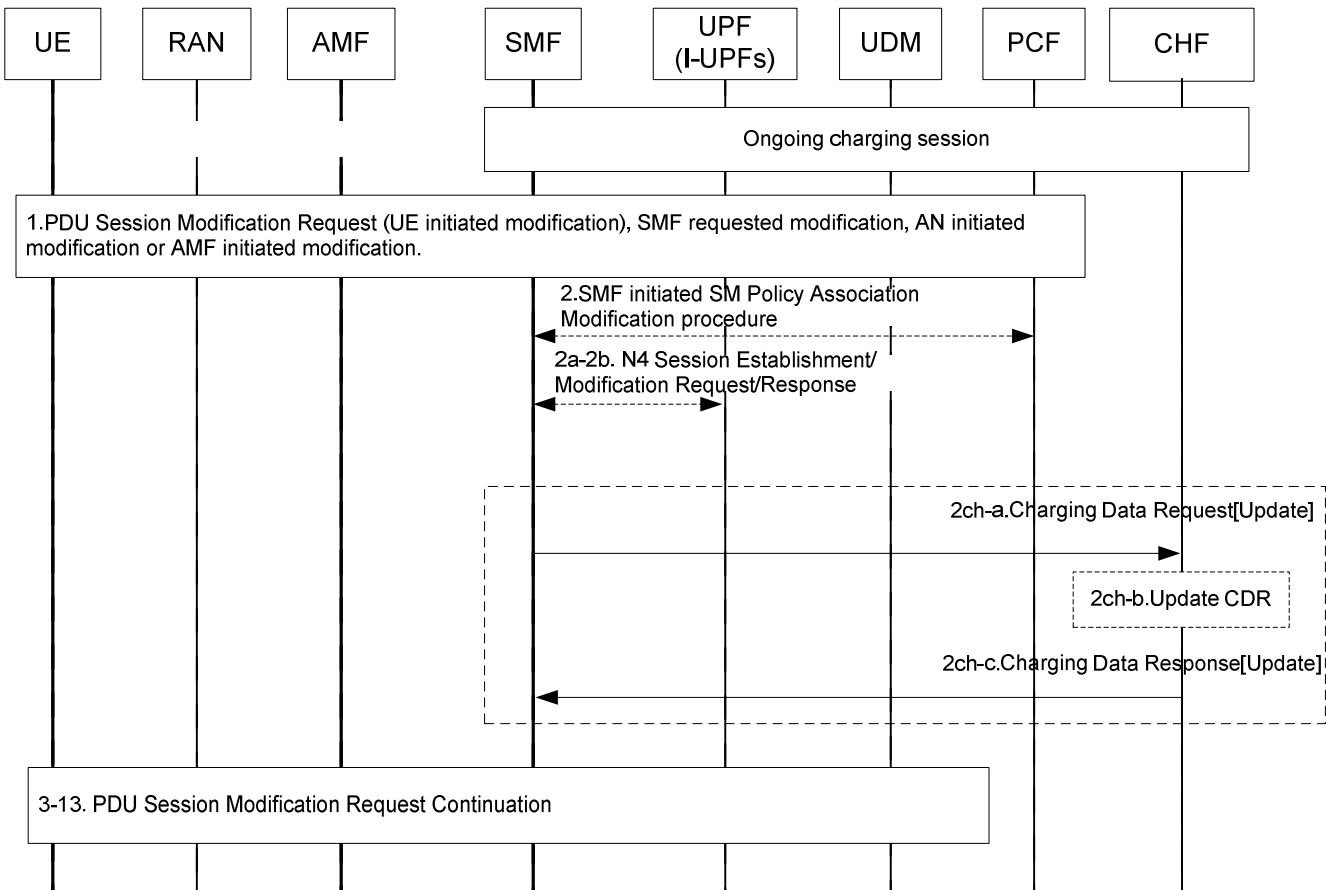 UE
RAN
AMF
SMF
UPF
(I-UPFs)
UDM
PCF
CHF
Ongoing charging session
1.PDU Session Modification Request (UE initiated modification), SMF requested modification, AN initiated
modification or AMF initiated modification.
2.SMF initiated SM Policy Association
Modification procedure
2a-2b. N4 Session Establishment/
Modification Request/Response
2ch-a.Charging Data Request[Update]
2ch-b.Update CDR
2ch-c.Charging Data Response[Update]
3-13. PDU Session Modification Request Continuation